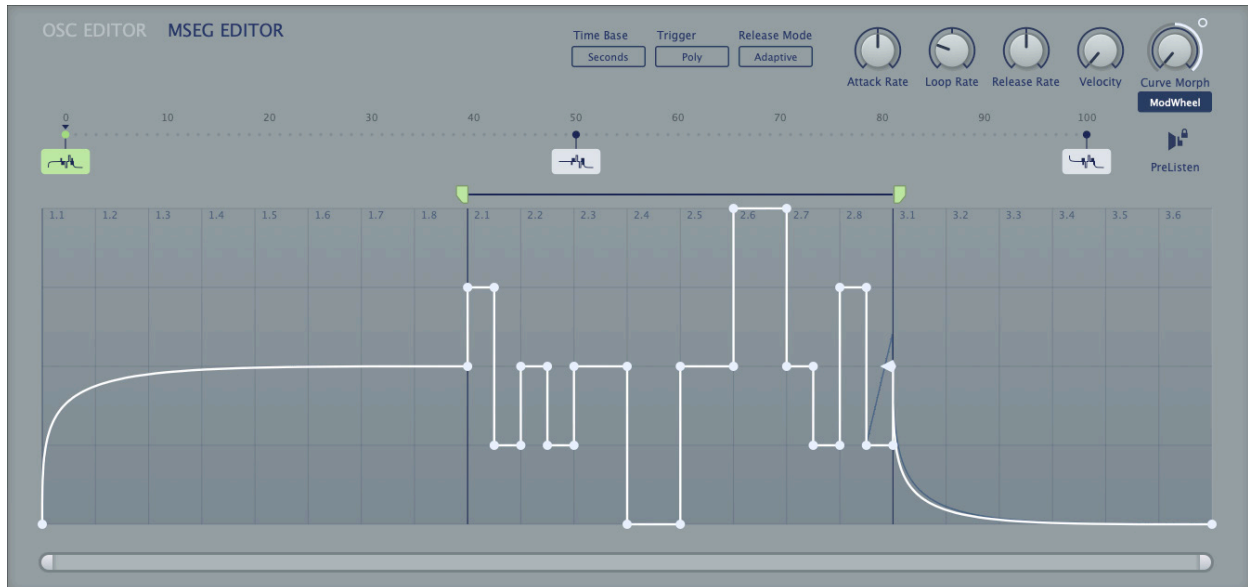 OSC EDITOR MSEG EDITOR
Time Base Trigger Release Mode
Seconds Poly Adaptive
Attack Rate Loop Rate Release Rate Velocity Curve Morph
ModWheel
0 10 20 30 40 50 60 70 80 90 100
PreListen
1.1 1.2 1.3 1.4 1.5 1.6 1.7 1.8 2.1 2.2 2.3 2.4 2.5 2.6 2.7 2.8 3.1 3.2 3.3 3.4 3.5 3.6